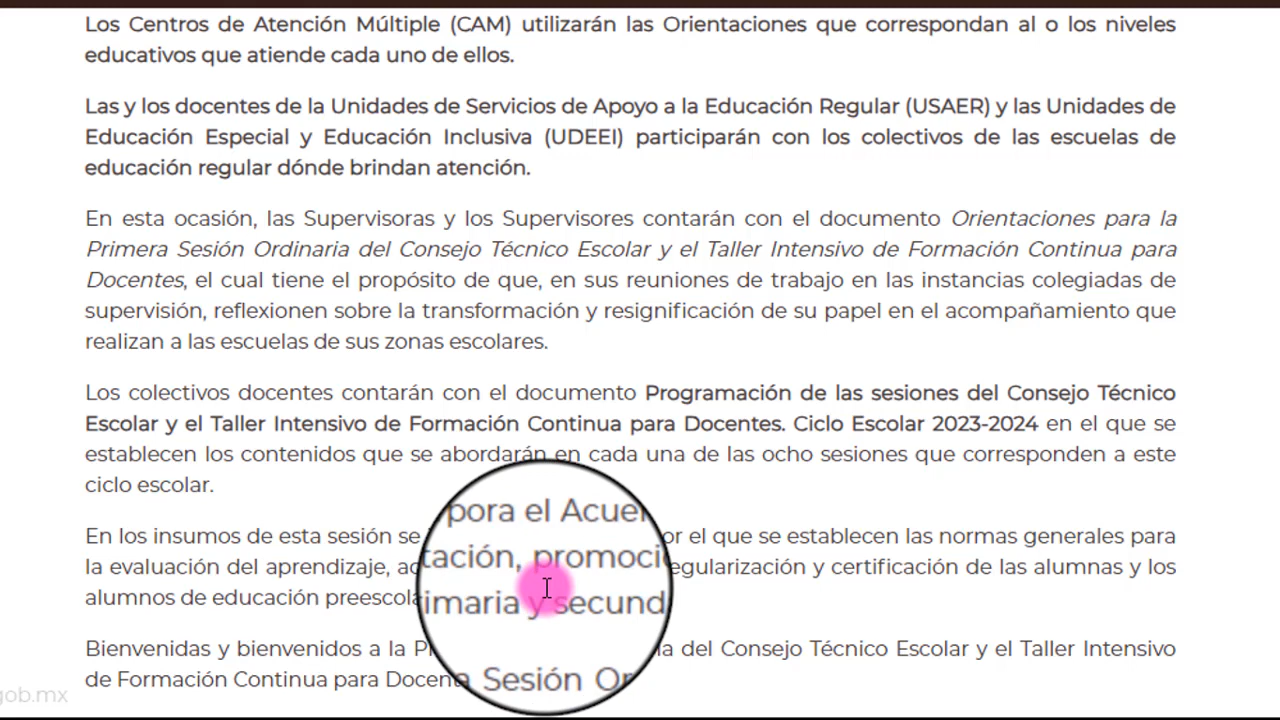 Los Centros de Atención Múltiple (CAM) utilizarán las Orientaciones que correspondan al o los niveles
educativos que atiende cada uno de ellos.
Las y los docentes de la Unidades de Servicios de Apoyo a la Educación Regular (USAER) y las Unidades de
Educación Especial y Educación Inclusiva (UDEEI) participarán con los colectivos de las escuelas de
educación regular dónde brindan atención.
En esta ocasión, las Supervisoras y los Supervisores contarán con el documento Orientaciones para la
Primera Sesión Ordinaria del Consejo Técnico Escolar y el Taller Intensivo de Formación Continua para
Docentes, el cual tiene el propósito de que, en sus reuniones de trabajo en las instancias colegiadas de
supervisión, reflexionen sobre la transformación y resignificación de su papel en el acompañamiento que
realizan a las escuelas de sus zonas escolares.
Los colectivos docentes contarán con el documento Programación de las sesiones del Consejo Técnico
Escolar y el Taller Intensivo de Formación Continua para Docentes. Ciclo Escolar 2023-2024 en el que se
establecen los contenidos que se abordarán en cada una de las ocho sesiones que corresponden a este
ciclo escolar.
En los insumos de esta sesión se pora el Acuer or el que se establecen las normas generales para
la evaluación del aprendizaje, ac tación, promoci egularización y certificación de las alumnas y los
alumnos de educación preescola imaria y secund
Bienvenidas y bienvenidos a la Pr a Sesión Or ia del Consejo Técnico Escolar y el Taller Intensivo
de Formación Continua para Docente
gob.mx